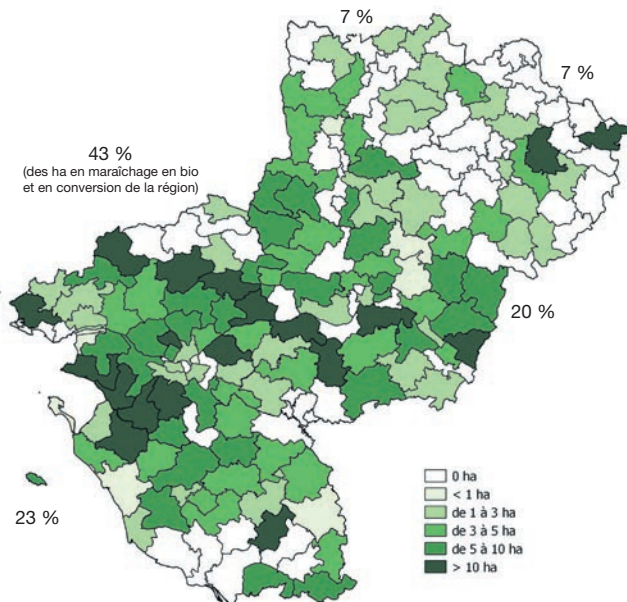 7 %
7 %
43 %
(des ha en maraîchage en bio
et en conversion de la région)
20 %
23 %
0 ha
< 1 ha
de 1 à 3 ha
de 3 à 5 ha
de 5 à 10 ha
> 10 ha